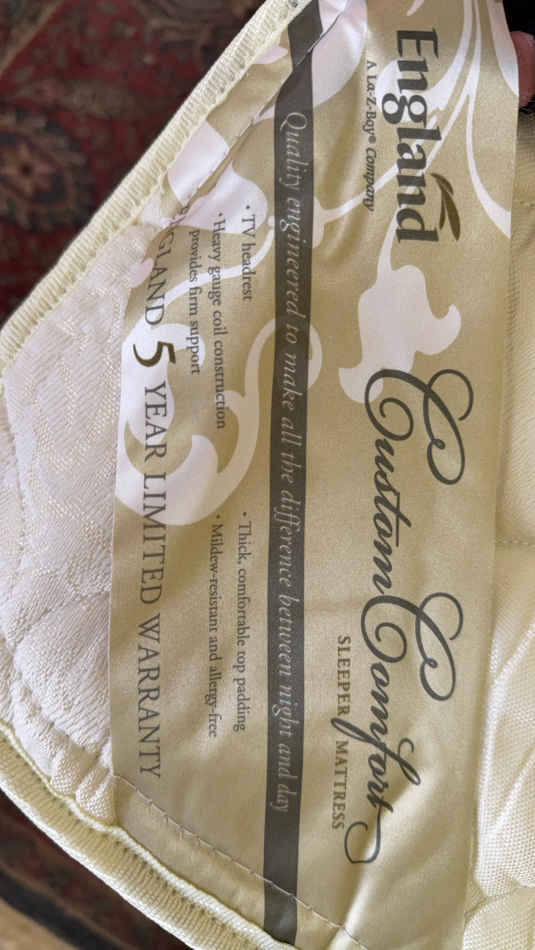 England
A La-Z-Boy® Company
Custom Comfort
SLEEPER MATTRESS
Quality engineered to make all the difference between night and day
• TV headrest
• Heavy gauge coil construction
provides firm support
• Thick, comfortable top padding
• Mildew-resistant and allergy-free
ENGLAND 5 YEAR LIMITED WARRANTY